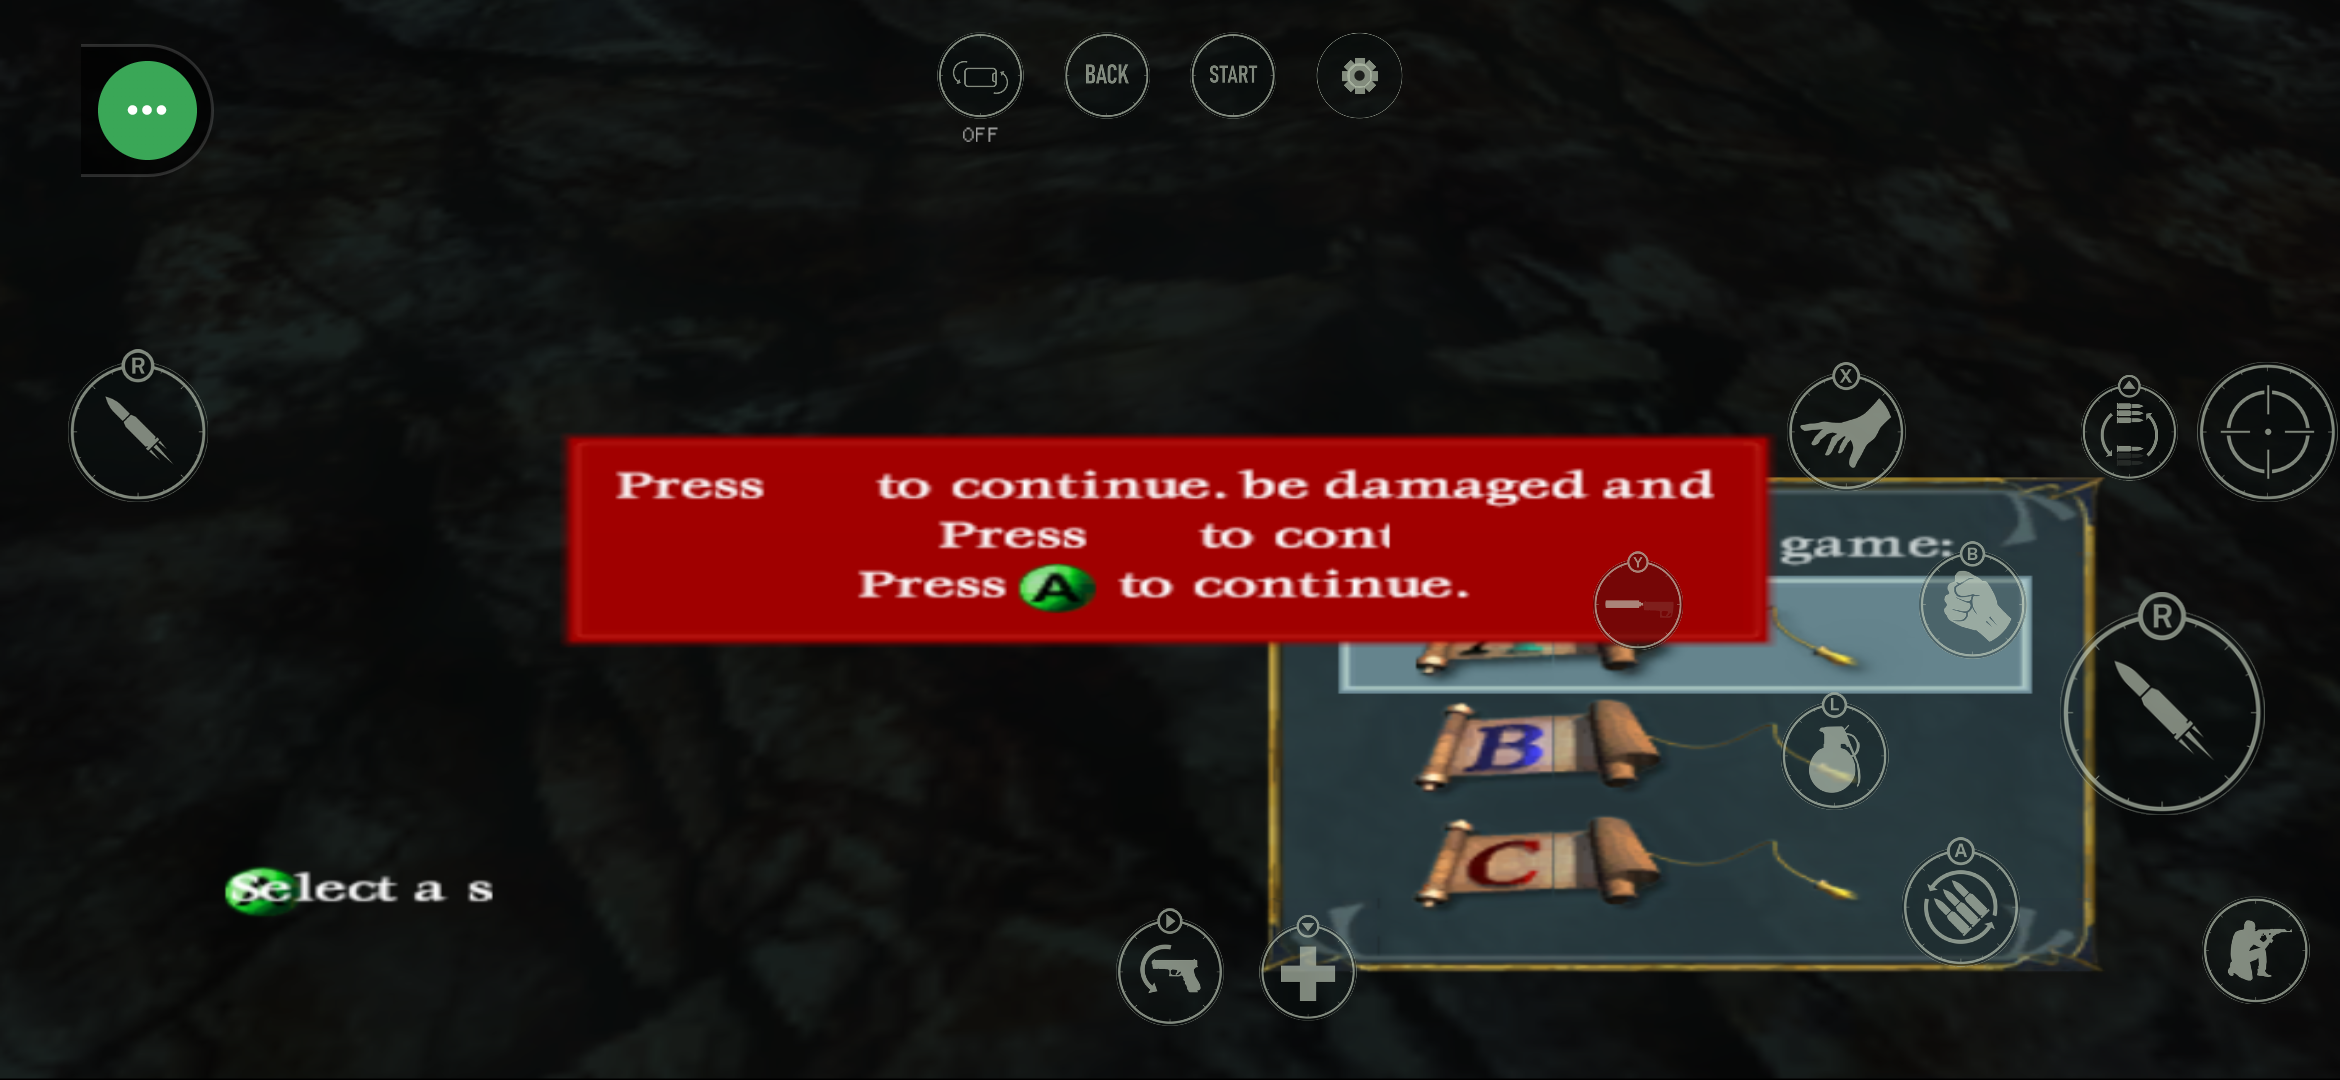 BACK
START
OFF
R
X
Press to continue. be damaged and
Press to cont
game:
B
Y
Press A to continue.
R
B
L
C
A
Select a s